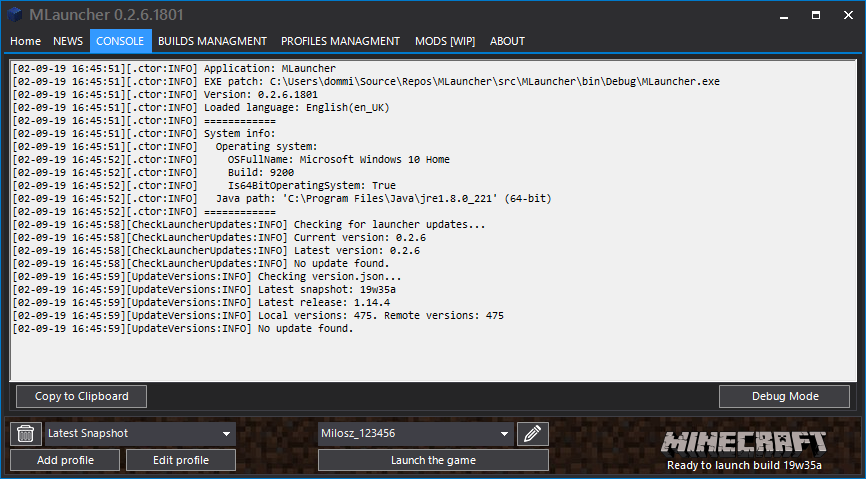 MLauncher 0.2.6.1801
Home NEWS CONSOLE BUILDS MANAGMENT PROFILES MANAGMENT MODS [WIP] ABOUT
[02-09-19 16:45:51][.ctor:INFO] Application: MLauncher
[02-09-19 16:45:51][.ctor:INFO] EXE patch: C:\Users\dommi\Source\Repos\MLauncher\src\MLauncher\bin\Debug\MLauncher.exe
[02-09-19 16:45:51][.ctor:INFO] Version: 0.2.6.1801
[02-09-19 16:45:51][.ctor:INFO] Loaded language: English(en_UK)
[02-09-19 16:45:51][.ctor:INFO] ============
[02-09-19 16:45:51][.ctor:INFO] System info:
[02-09-19 16:45:51][.ctor:INFO]   Operating system:
[02-09-19 16:45:52][.ctor:INFO]     OSFullName: Microsoft Windows 10 Home
[02-09-19 16:45:52][.ctor:INFO]     Build: 9200
[02-09-19 16:45:52][.ctor:INFO]     Is64BitOperatingSystem: True
[02-09-19 16:45:52][.ctor:INFO]   Java path: 'C:\Program Files\Java\jre1.8.0_221' (64-bit)
[02-09-19 16:45:52][.ctor:INFO] ============
[02-09-19 16:45:58][CheckLauncherUpdates:INFO] Checking for launcher updates...
[02-09-19 16:45:58][CheckLauncherUpdates:INFO] Current version: 0.2.6
[02-09-19 16:45:58][CheckLauncherUpdates:INFO] Latest version: 0.2.6
[02-09-19 16:45:58][CheckLauncherUpdates:INFO] No update found.
[02-09-19 16:45:59][UpdateVersions:INFO] Checking version.json...
[02-09-19 16:45:59][UpdateVersions:INFO] Latest snapshot: 19w35a
[02-09-19 16:45:59][UpdateVersions:INFO] Latest release: 1.14.4
[02-09-19 16:45:59][UpdateVersions:INFO] Local versions: 475. Remote versions: 475
[02-09-19 16:45:59][UpdateVersions:INFO] No update found.
Copy to Clipboard Debug Mode
Latest Snapshot Milosz_123456
MINECRAFT
Add profile Edit profile Launch the game
Ready to launch build 19w35a